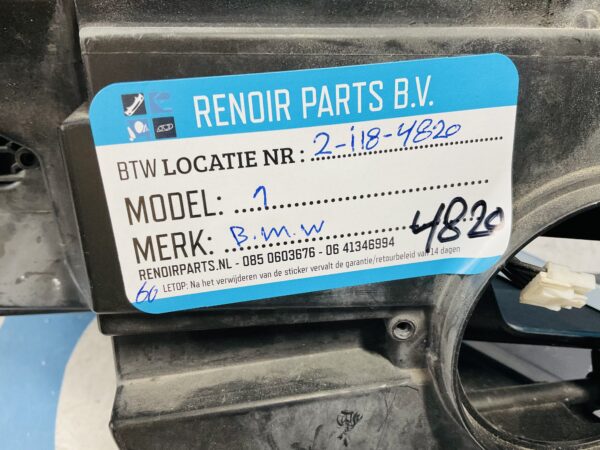 RENOIR PARTS B.V.
BTW LOCATIE NR : 2-i18-4820
MODEL: 1
MERK: B.M.W 4820
RENOIRPARTS.NL - 085 0603676 - 06 41346994
60 LETOP: Na het verwijderen van de sticker vervalt de garantie/retourbeleid van 14 dagen